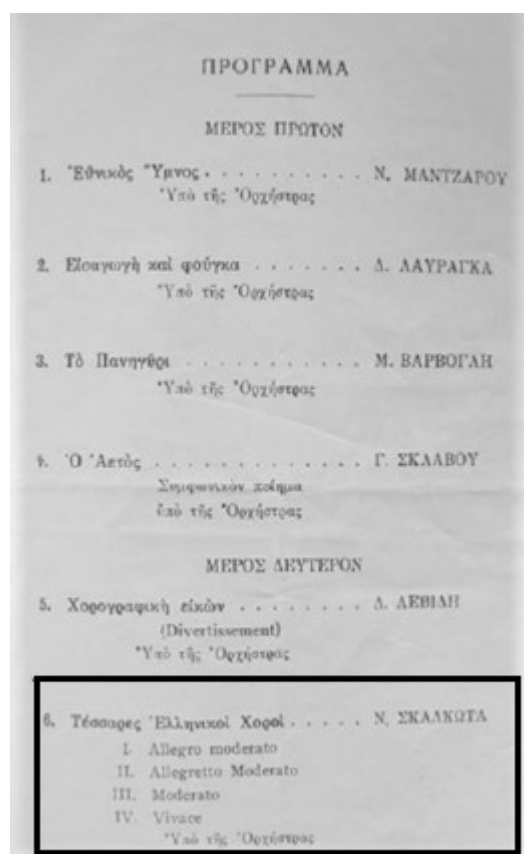 ΠΡΟΓΡΑΜΜΑ
ΜΕΡΟΣ ΠΡΩΤΟΝ
1. Ἐθνικὸς Ὕμνος . . . . . . . . . . Ν. ΜΑΝΤΖΑΡΟΥ
Ὑπὸ τῆς Ὀρχήστρας
2. Εἰσαγωγὴ καὶ φούγκα . . . . . . . Δ. ΛΑΥΡΑΓΚΑ
Ὑπὸ τῆς Ὀρχήστρας
3. Τὸ Πανηγῦρι . . . . . . . . . . . Μ. ΒΑΡΒΟΓΛΗ
Ὑπὸ τῆς Ὀρχήστρας
4. Ὁ Ἀετὸς . . . . . . . . . . . . . Γ. ΣΚΛΑΒΟΥ
Συμφωνικὸν ποίημα
ὑπὸ τῆς Ὀρχήστρας
ΜΕΡΟΣ ΔΕΥΤΕΡΟΝ
5. Χορογραφικὴ εἰκὼν . . . . . . . . Δ. ΛΕΒΙΔΗ
(Divertissement)
Ὑπὸ τῆς Ὀρχήστρας
6. Τέσσαρες Ἑλληνικοὶ Χοροὶ . . . . . Ν. ΣΚΑΛΚΩΤΑ
I. Allegro moderato
II. Allegretto Moderato
III. Moderato
IV. Vivace
Ὑπὸ τῆς Ὀρχήστρας